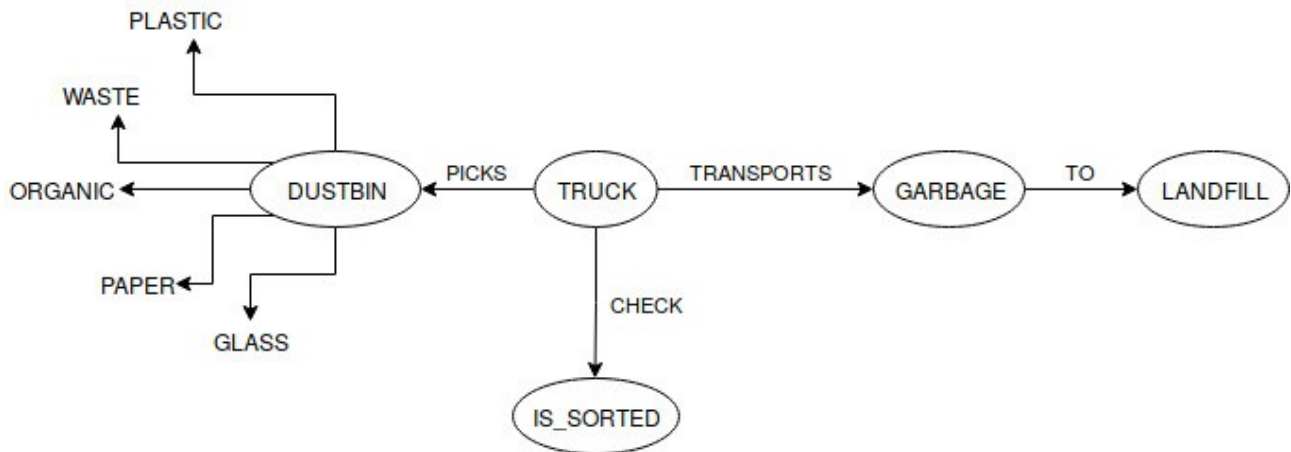 PLASTIC
WASTE
ORGANIC
DUSTBIN
PICKS
TRUCK
TRANSPORTS
GARBAGE
TO
LANDFILL
PAPER
GLASS
CHECK
IS_SORTED